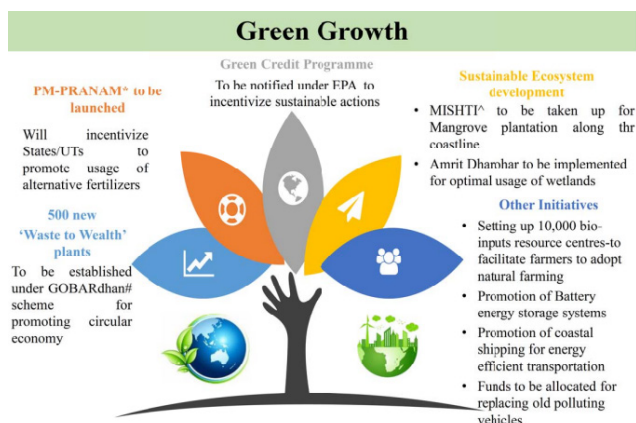 Green Growth
Green Credit Programme
To be notified under EPA to
incentivize sustainable actions
PM-PRANAM* to be
launched
Will incentivize
States/UTs to
promote usage of
alternative fertilizers
500 new
‘Waste to Wealth’
plants
To be established
under GOBARdhan#
scheme for
promoting circular
economy
Sustainable Ecosystem
development
• MISHTI^ to be taken up for
Mangrove plantation along the
coastline
• Amrit Dharohar to be implemented
for optimal usage of wetlands
Other Initiatives
• Setting up 10,000 bio-
inputs resource centres-to
facilitate farmers to adopt
natural farming
• Promotion of Battery
energy storage systems
• Promotion of coastal
shipping for energy
efficient transportation
• Funds to be allocated for
replacing old polluting
vehicles